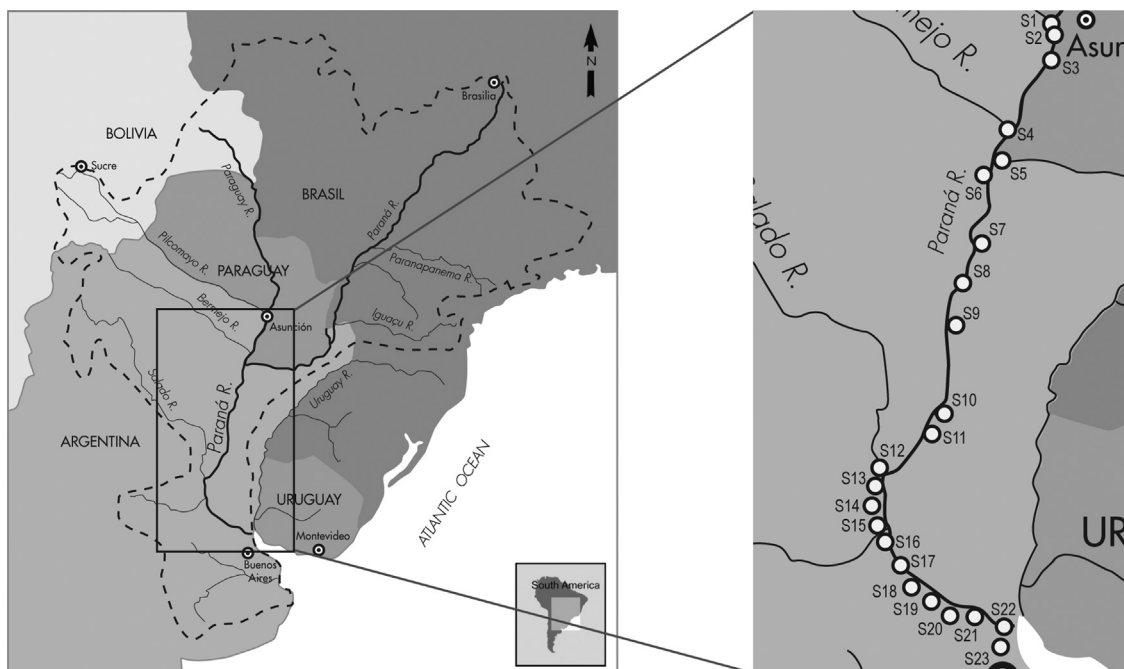 N
Brasilia
BOLIVIA
Sucre
BRASIL
Paraguay R.
Paraná R.
Pilcomayo R.
PARAGUAY
Paranapanema R.
Bermejo R.
Asunción
Iguaçu R.
Salado R.
Paraná R.
Uruguay R.
ARGENTINA
URUGUAY
ATLANTIC OCEAN
Montevideo
Buenos
Aires
South America
S1
S2
Asun
mejo R.
S3
S4
S5
S6
Paraná R.
alado R.
S7
S8
S9
S10
S11
S12
S13
S14
S15
UR
S16
S17
S18
S19
S20
S21
S22
S23